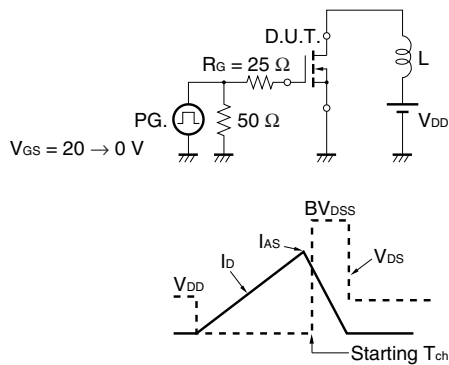 D.U.T.
RG = 25 Ω
L
PG.
50 Ω
VDD
VGS = 20 → 0 V
BVDSS
IAS
ID
VDS
VDD
Starting Tch